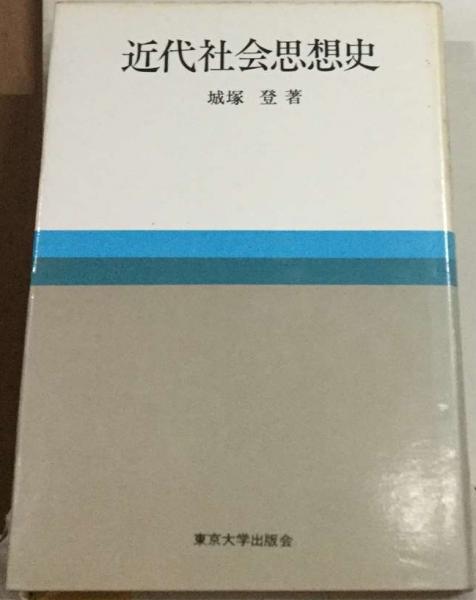 近代社会思想史
城塚 登 著
東京大学出版会